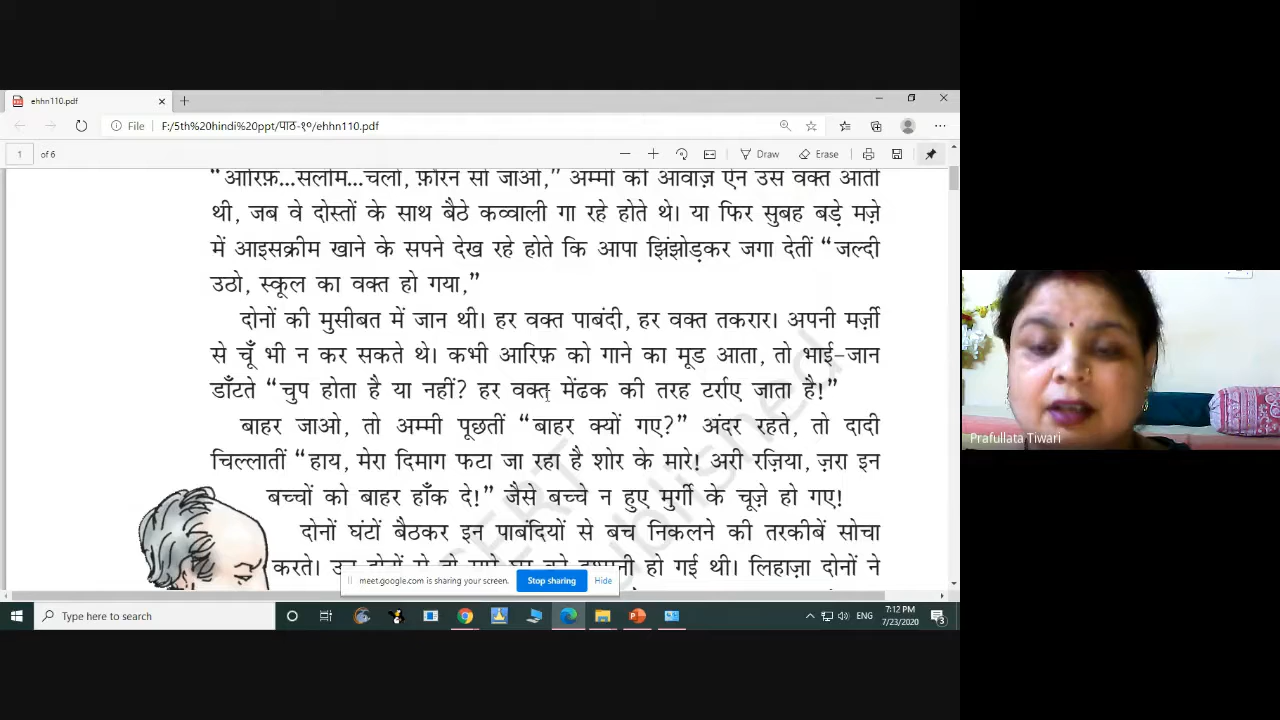 ehhn110.pdf
File F:/5th%20hindi%20ppt/पाठ-१०/ehhn110.pdf
1 of 6 Draw Erase
“आरिफ़...सलीम...चलो, फ़ौरन सो जाओ,” अम्मी की आवाज़ ऐन उस वक्त आती
थी, जब वे दोस्तों के साथ बैठे कव्वाली गा रहे होते थे। या फिर सुबह बड़े मज़े
में आइसक्रीम खाने के सपने देख रहे होते कि आपा झिंझोड़कर जगा देतीं “जल्दी
उठो, स्कूल का वक्त हो गया,”
दोनों की मुसीबत में जान थी। हर वक्त पाबंदी, हर वक्त तकरार। अपनी मर्ज़ी
से चूँ भी न कर सकते थे। कभी आरिफ़ को गाने का मूड आता, तो भाई-जान
डाँटते “चुप होता है या नहीं? हर वक्त मेंढक की तरह टर्राए जाता है!”
बाहर जाओ, तो अम्मी पूछतीं “बाहर क्यों गए?” अंदर रहते, तो दादी
चिल्लातीं “हाय, मेरा दिमाग फटा जा रहा है शोर के मारे! अरी रज़िया, ज़रा इन
बच्चों को बाहर हाँक दे!” जैसे बच्चे न हुए मुर्गी के चूज़े हो गए!
दोनों घंटों बैठकर इन पाबंदियों से बच निकलने की तरकीबें सोचा
करते। हो गई थी। लिहाज़ा दोनों ने
meet.google.com is sharing your screen. Stop sharing Hide
Prafullata Tiwari
Type here to search
ENG
7:12 PM
7/23/2020
3